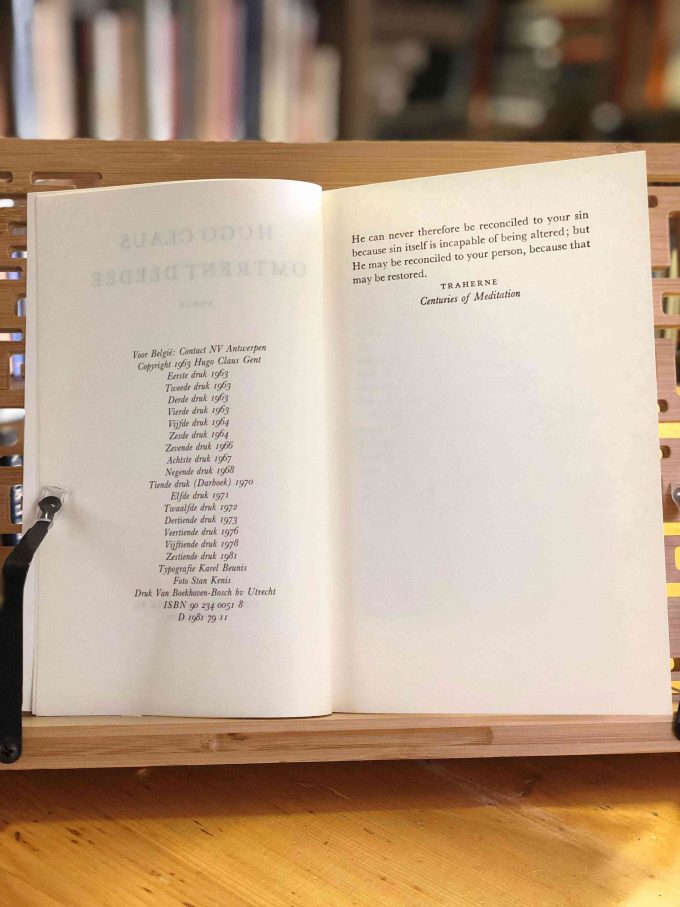 HUGO CLAUS
OMTRENT DEEDEE
Voor België: Contact NV Antwerpen
Copyright 1963 Hugo Claus Gent
Eerste druk 1963
Tweede druk 1963
Derde druk 1963
Vierde druk 1963
Vijfde druk 1964
Zesde druk 1964
Zevende druk 1966
Achtste druk 1967
Negende druk 1968
Tiende druk (Darboek) 1970
Elfde druk 1971
Twaalfde druk 1972
Dertiende druk 1973
Veertiende druk 1976
Vijftiende druk 1978
Zestiende druk 1981
Typografie Karel Beunis
Foto Stan Kenis
Druk Van Boekhoven-Bosch bv Utrecht
ISBN 90 234 0051 8
D 1981 79 11
He can never therefore be reconciled to your sin
because sin itself is incapable of being altered; but
He may be reconciled to your person, because that
may be restored.
TRAHERNE
Centuries of Meditation